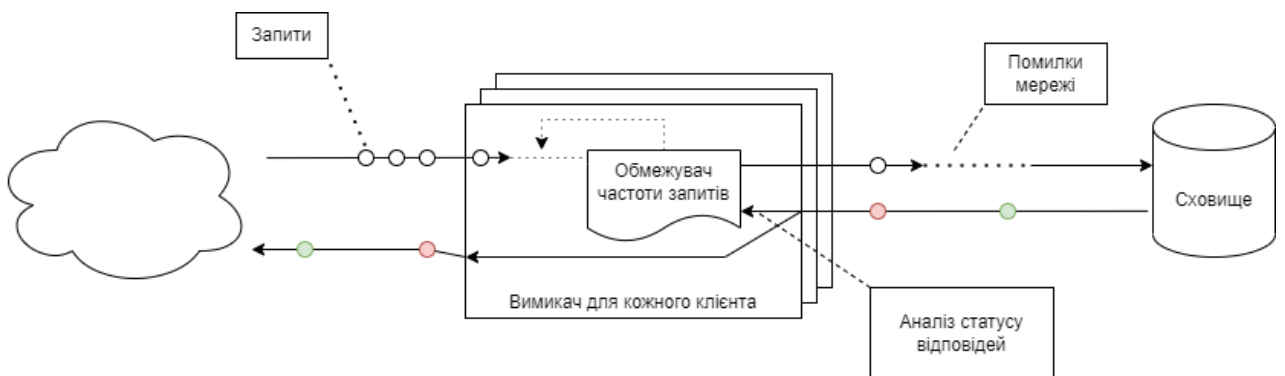 Запити
Помилки
мережі
Обмежувач
частоти запитів
Сховище
Вимикач для кожного клієнта
Аналіз статусу
відповідей